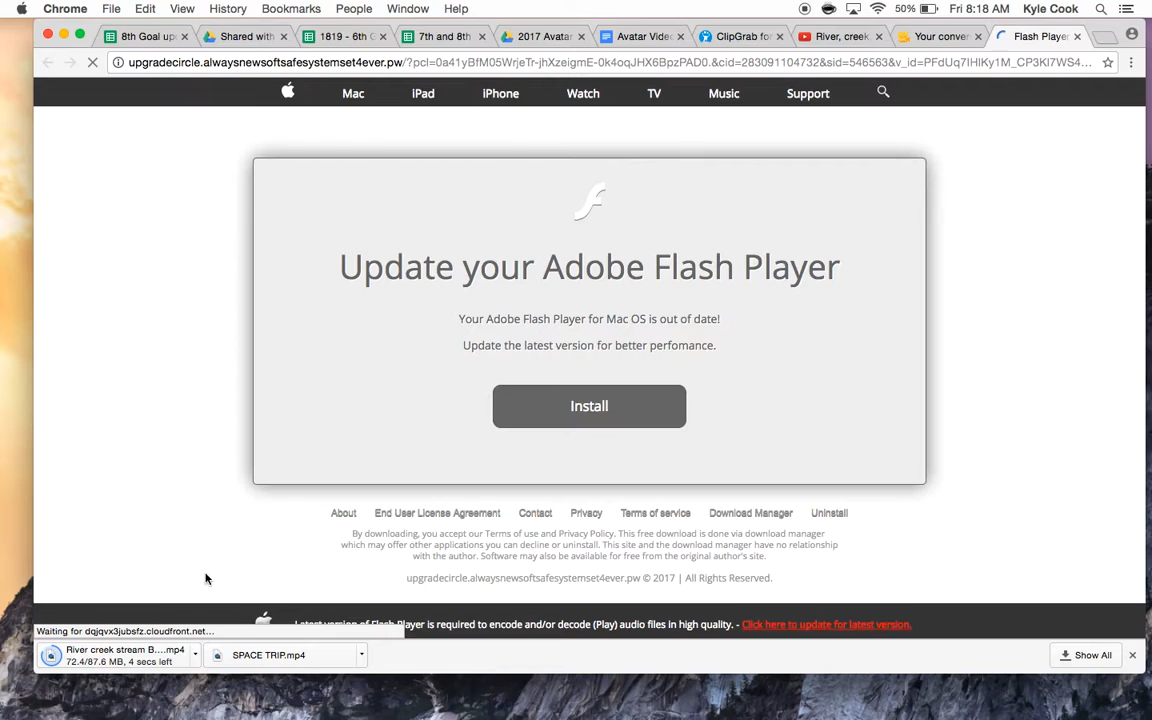 Chrome File Edit View History Bookmarks People Window Help 50% Fri 8:18 AM Kyle Cook
8th Goal up Shared with 1819 - 6th G 7th and 8th 2017 Avatar Avatar Vide ClipGrab for River, creek Your conver Flash Player
upgradecircle.alwaysnewsoftsafesystemset4ever.pw/?pcl=0a41yBfM05WrjeTr-jhXzeigmE-0k4oqJHX6BpzPAD0.&cid=283091104732&sid=546563&v_id=PFdUq7IHlKy1M_CP3Kl7WS4...
Mac iPad iPhone Watch TV Music Support
Update your Adobe Flash Player
Your Adobe Flash Player for Mac OS is out of date!
Update the latest version for better perfomance.
Install
About End User License Agreement Contact Privacy Terms of service Download Manager Uninstall
By downloading, you accept our Terms of use and Privacy Policy. This free download is done via download manager
which may offer other applications you can decline or uninstall. This site and the download manager have no relationship
with the author. Software may also be available for free from the original author's site.
upgradecircle.alwaysnewsoftsafesystemset4ever.pw © 2017 | All Rights Reserved.
Latest version of Flash Player is required to encode and/or decode (Play) audio files in high quality. - Click here to update for latest version.
Waiting for dqjqvx3jubsfz.cloudfront.net...
River creek stream B....mp4
72.4/87.6 MB, 4 secs left
SPACE TRIP.mp4
Show All